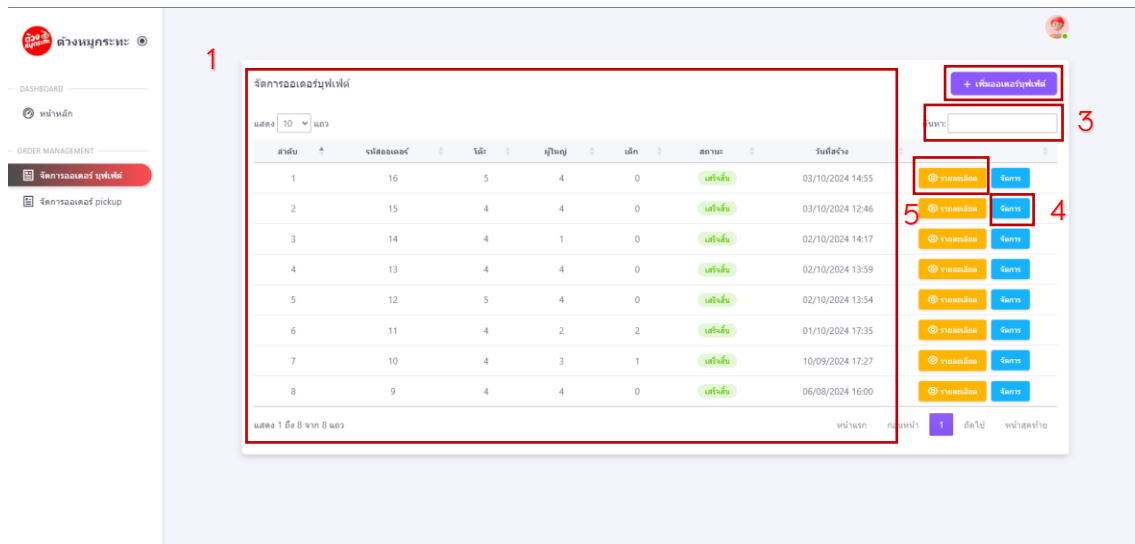 ด้วงหมูกระทะ
DASHBOARD
หน้าหลัก
ORDER MANAGEMENT
จัดการออเดอร์ บุฟเฟ่ต์
จัดการออเดอร์ pickup
1
จัดการออเดอร์บุฟเฟ่ต์
+ เพิ่มออเดอร์บุฟเฟ่ต์
แสดง 10 แถว
ค้นหา:
3
ลำดับ รหัสออเดอร์ โต๊ะ ผู้ใหญ่ เด็ก สถานะ วันที่สร้าง
1 16 5 4 0 เสร็จสิ้น 03/10/2024 14:55 รายละเอียด จัดการ
2 15 4 4 0 เสร็จสิ้น 03/10/2024 12:46 5 รายละเอียด จัดการ 4
3 14 4 1 0 เสร็จสิ้น 02/10/2024 14:17 รายละเอียด จัดการ
4 13 4 4 0 เสร็จสิ้น 02/10/2024 13:59 รายละเอียด จัดการ
5 12 5 4 0 เสร็จสิ้น 02/10/2024 13:54 รายละเอียด จัดการ
6 11 4 2 2 เสร็จสิ้น 01/10/2024 17:35 รายละเอียด จัดการ
7 10 4 3 1 เสร็จสิ้น 10/09/2024 17:27 รายละเอียด จัดการ
8 9 4 4 0 เสร็จสิ้น 06/08/2024 16:00 รายละเอียด จัดการ
แสดง 1 ถึง 8 จาก 8 แถว
หน้าแรก ก่อนหน้า 1 ถัดไป หน้าสุดท้าย